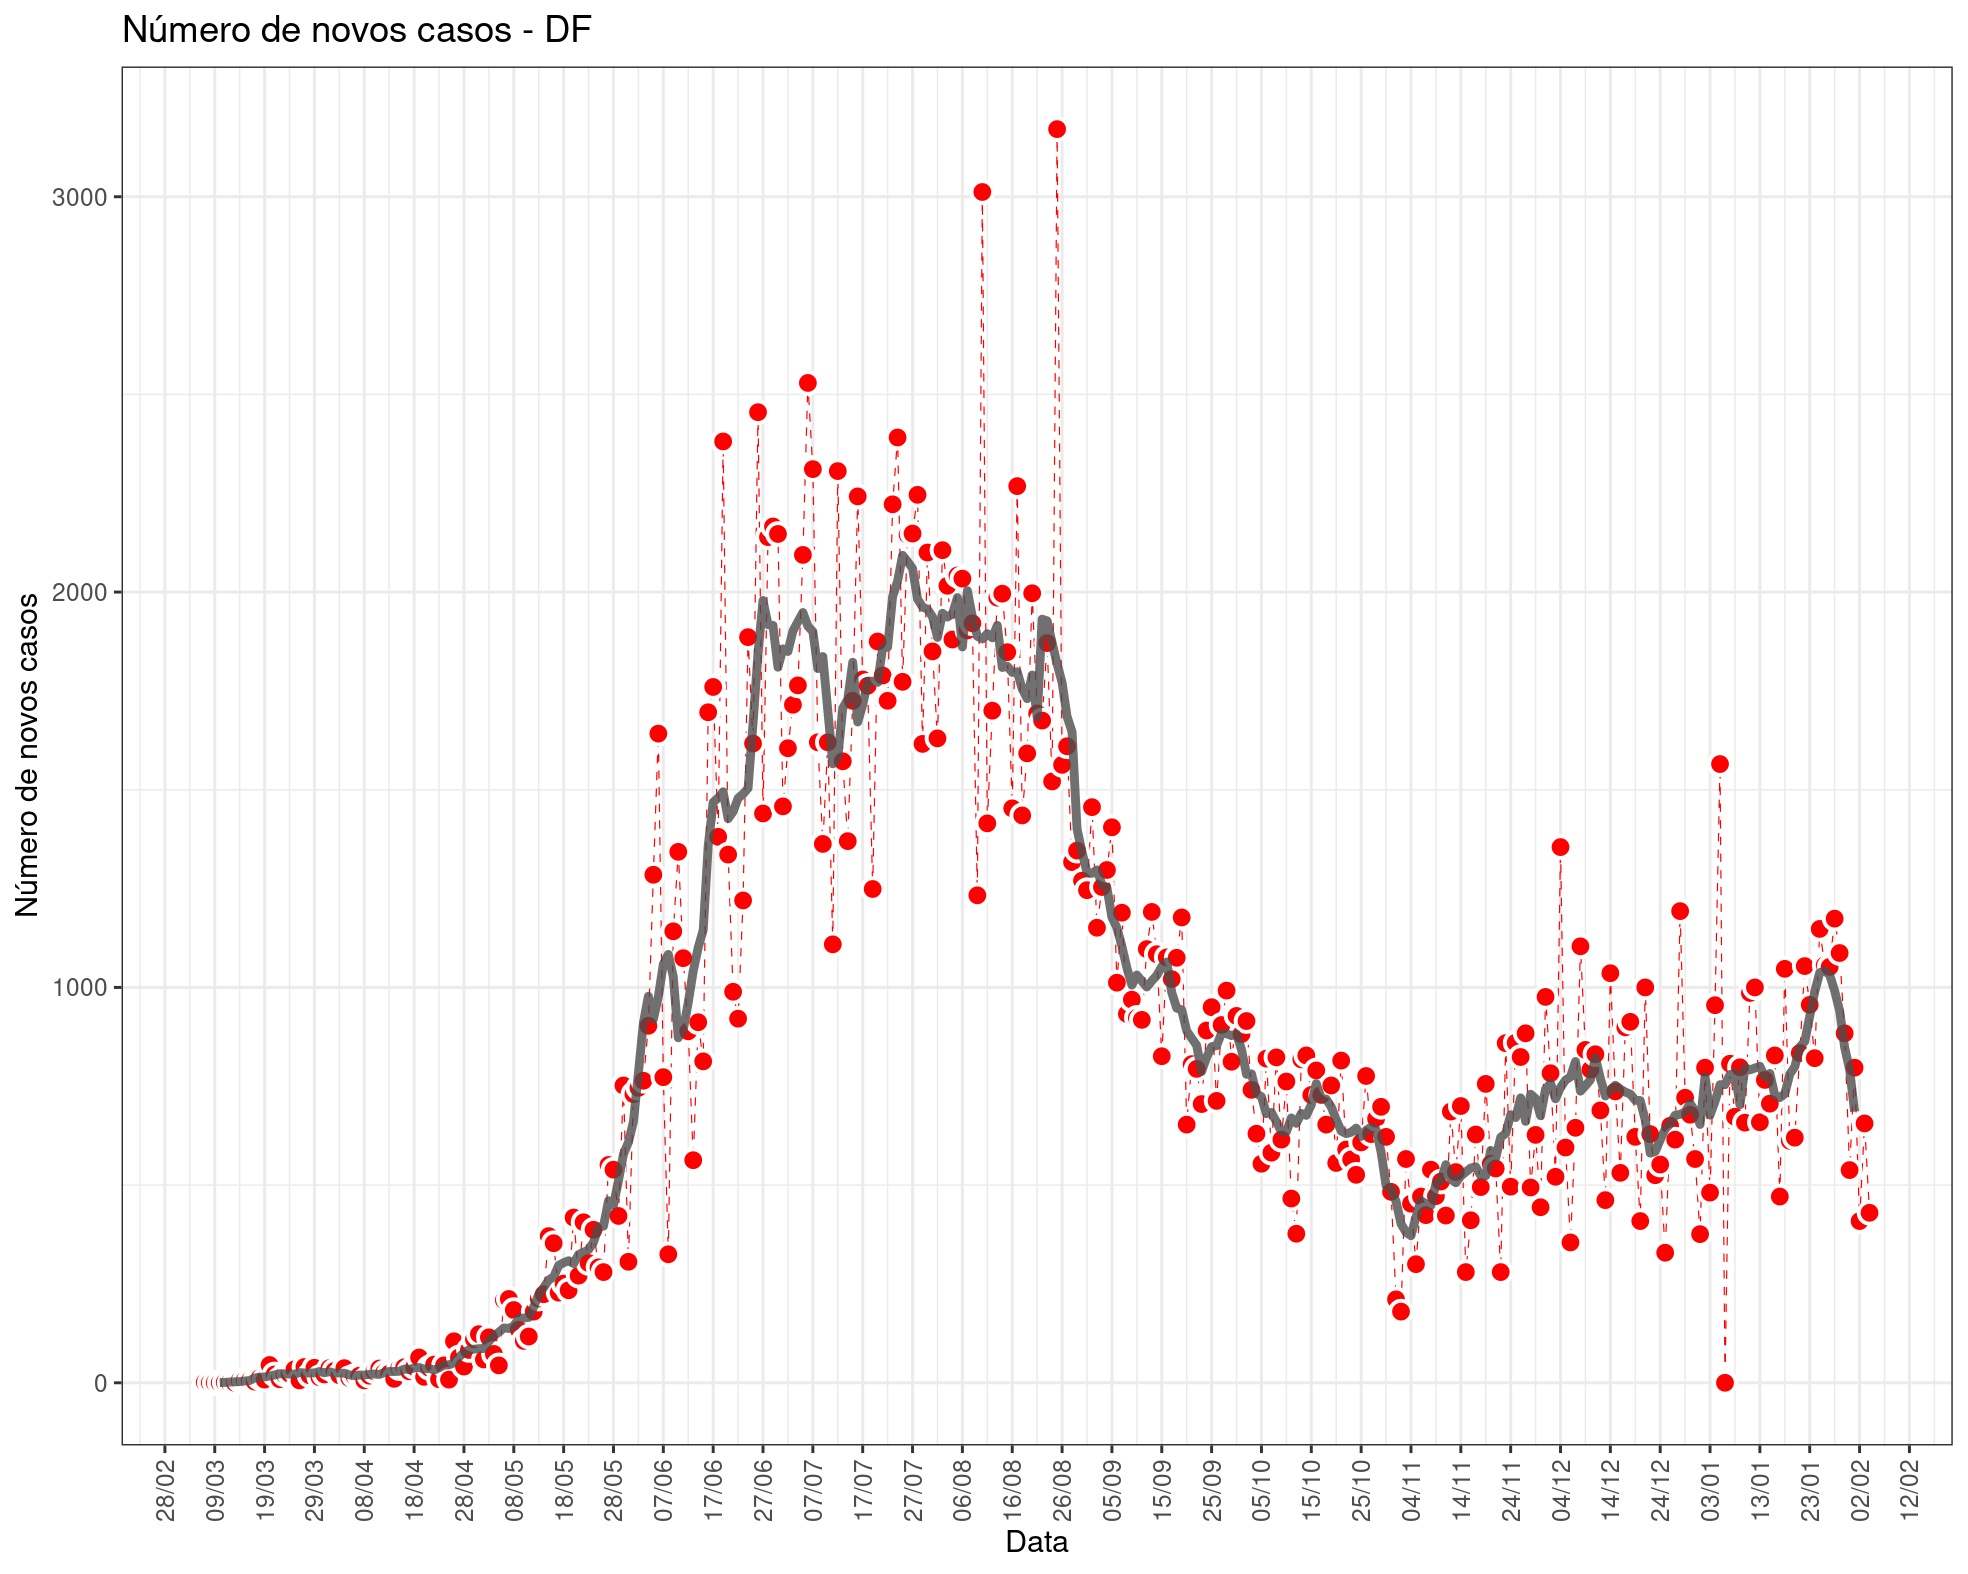 Número de novos casos - DF
Número de novos casos
3000
2000
1000
0
28/02 09/03 19/03 29/03 08/04 18/04 28/04 08/05 18/05 28/05 07/06 17/06 27/06 07/07 17/07 27/07 06/08 16/08 26/08 05/09 15/09 25/09 05/10 15/10 25/10 04/11 14/11 24/11 04/12 14/12 24/12 03/01 13/01 23/01 02/02 12/02
Data